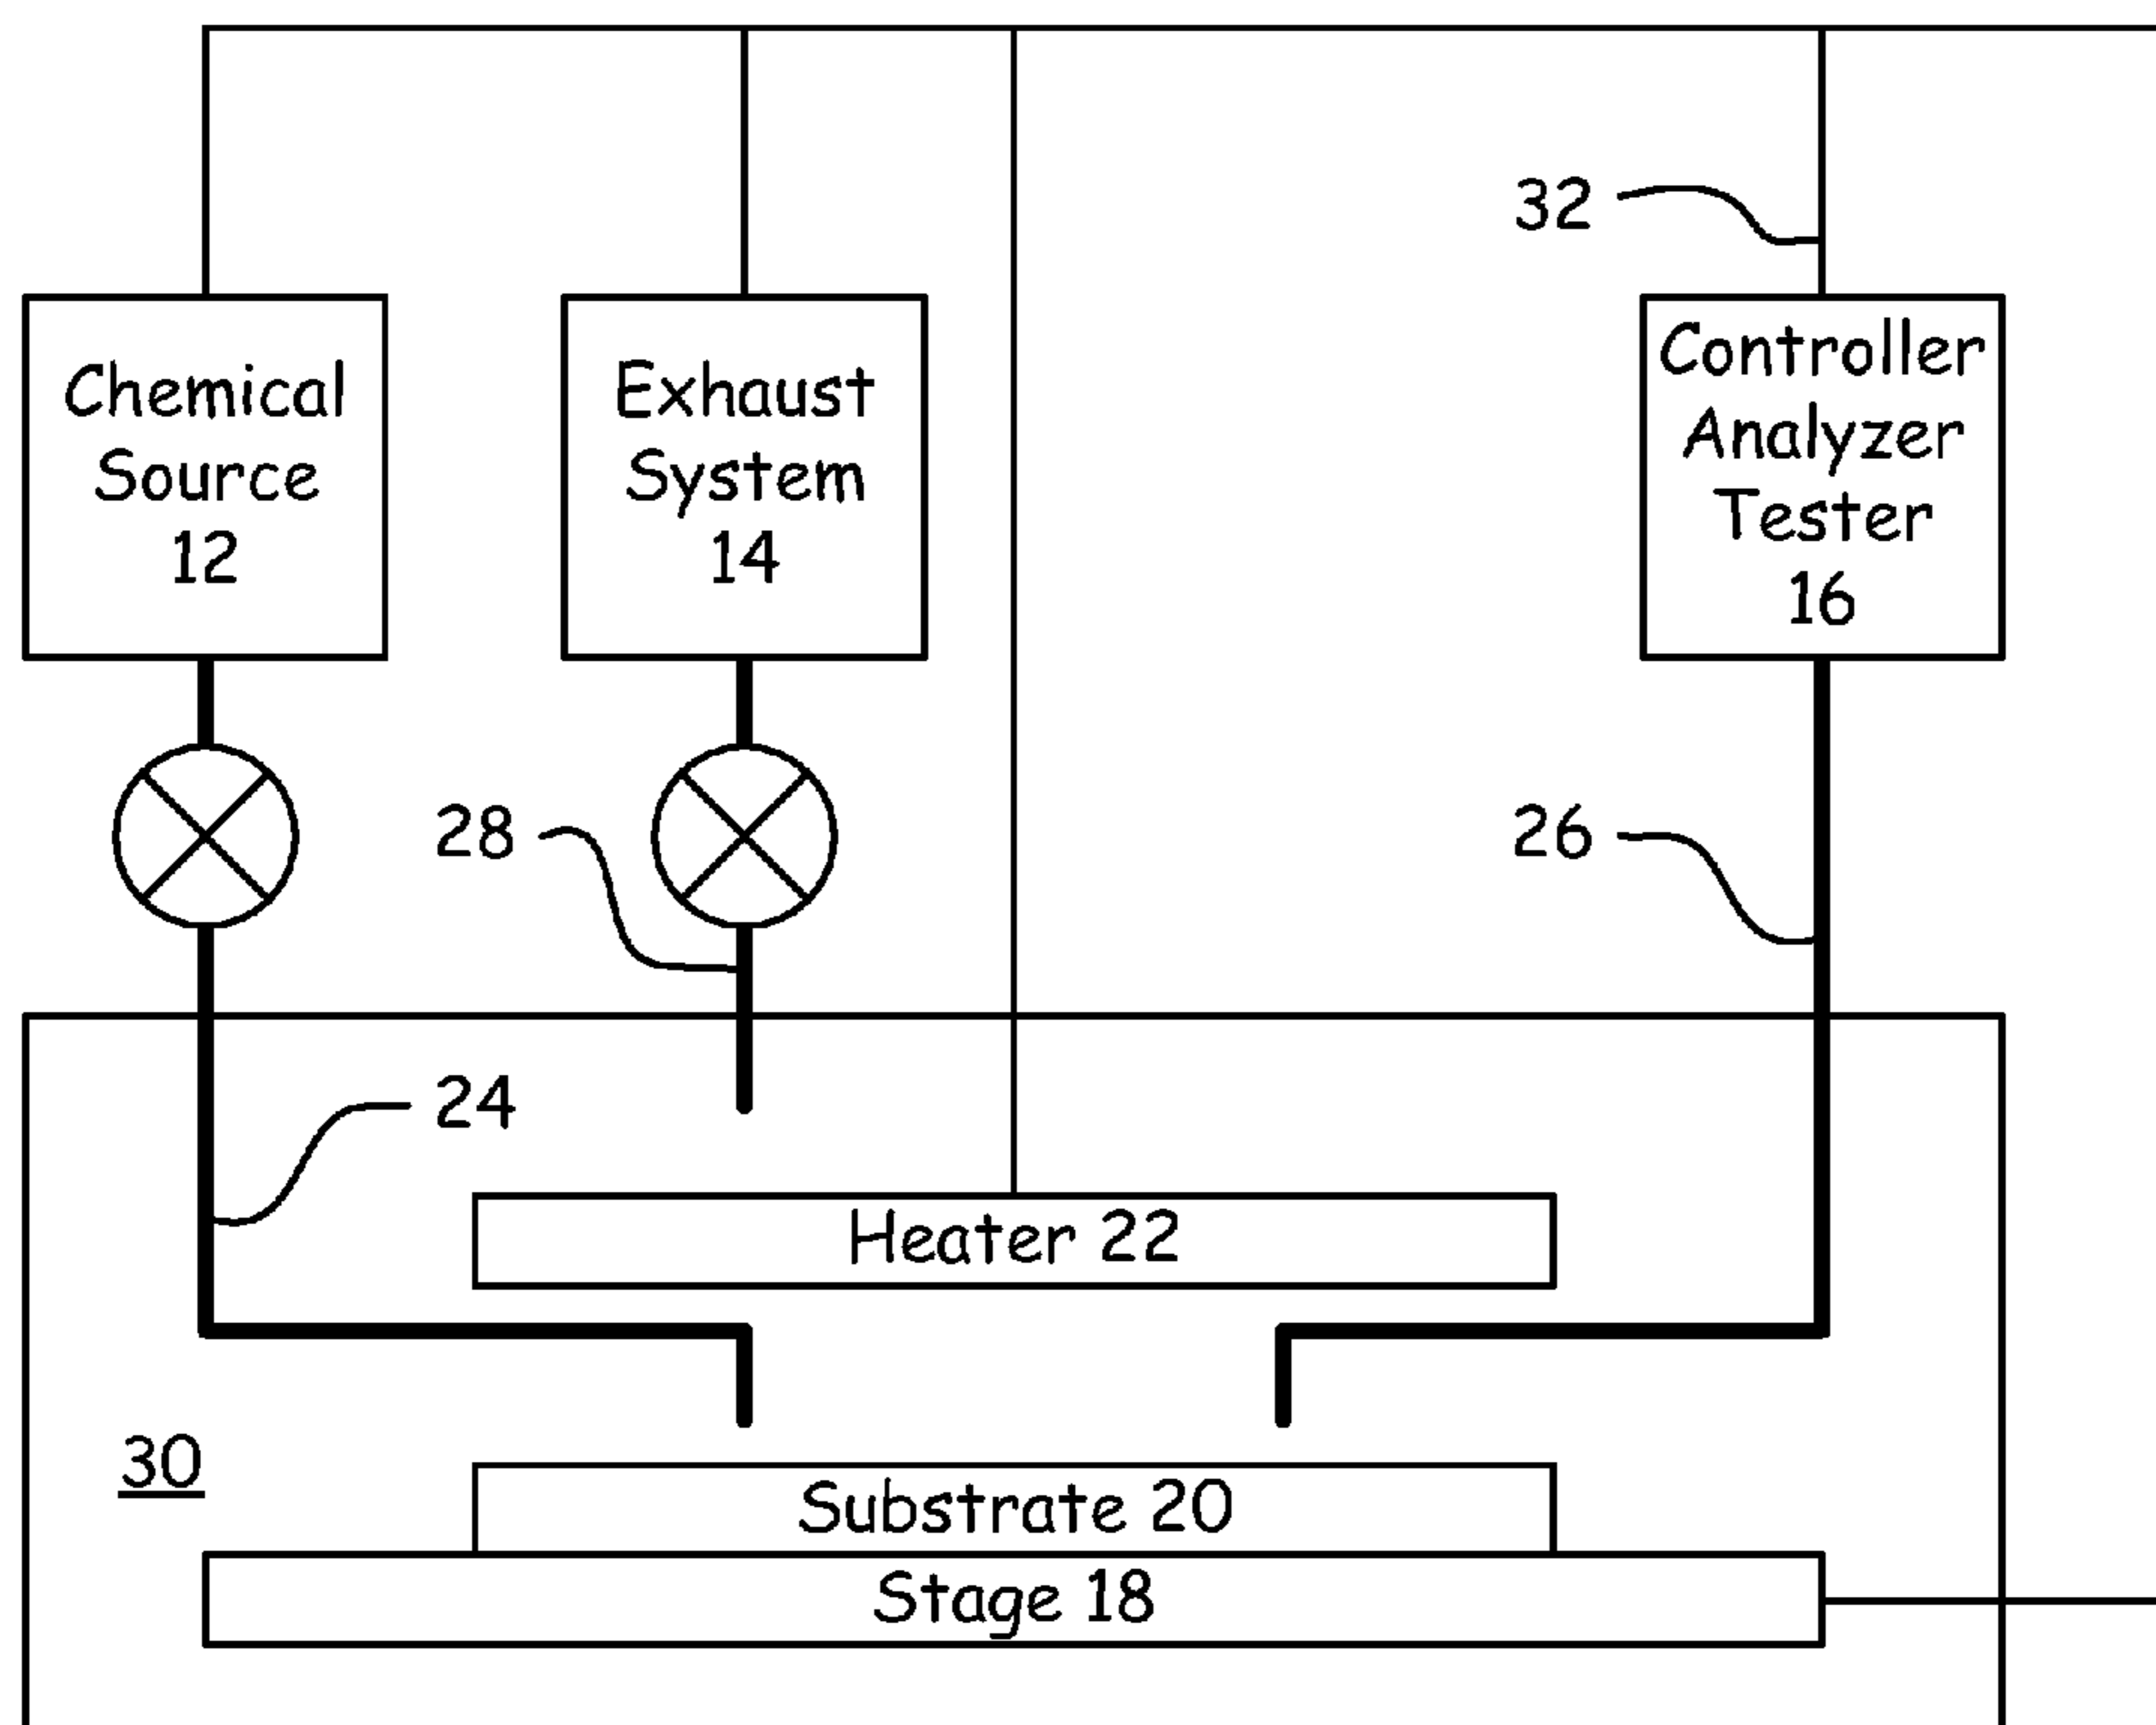 32
Chemical
Source
12
Exhaust
System
14
Controller
Analyzer
Tester
16
28
26
24
Heater 22
30
Substrate 20
Stage 18